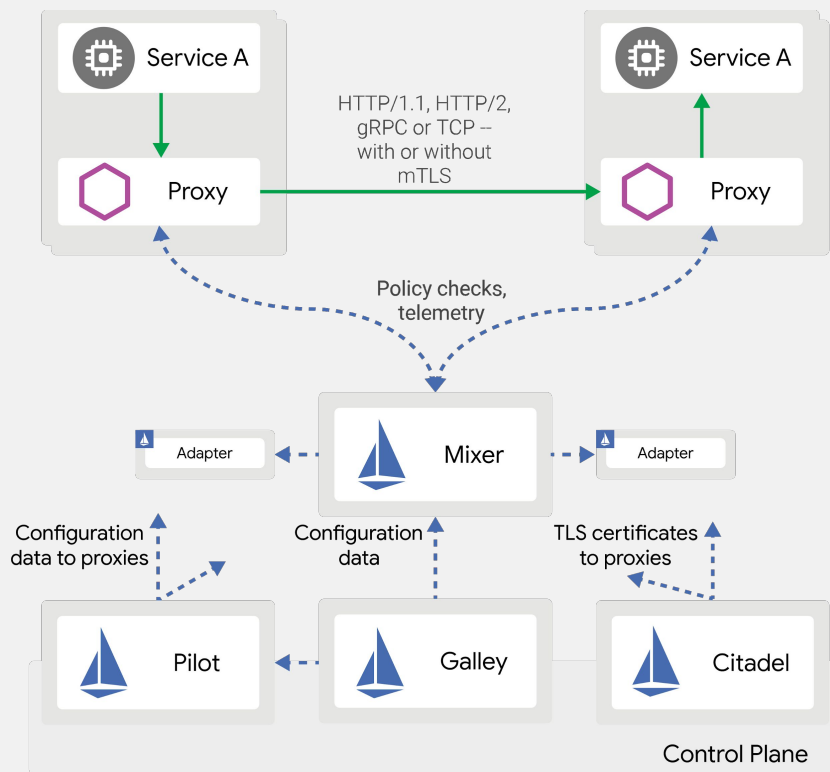 Service A
Service A
HTTP/1.1, HTTP/2,
gRPC or TCP --
with or without
mTLS
Proxy
Proxy
Policy checks,
telemetry
Adapter
Mixer
Adapter
Configuration
data to proxies
Configuration
data
TLS certificates
to proxies
Pilot
Galley
Citadel
Control Plane